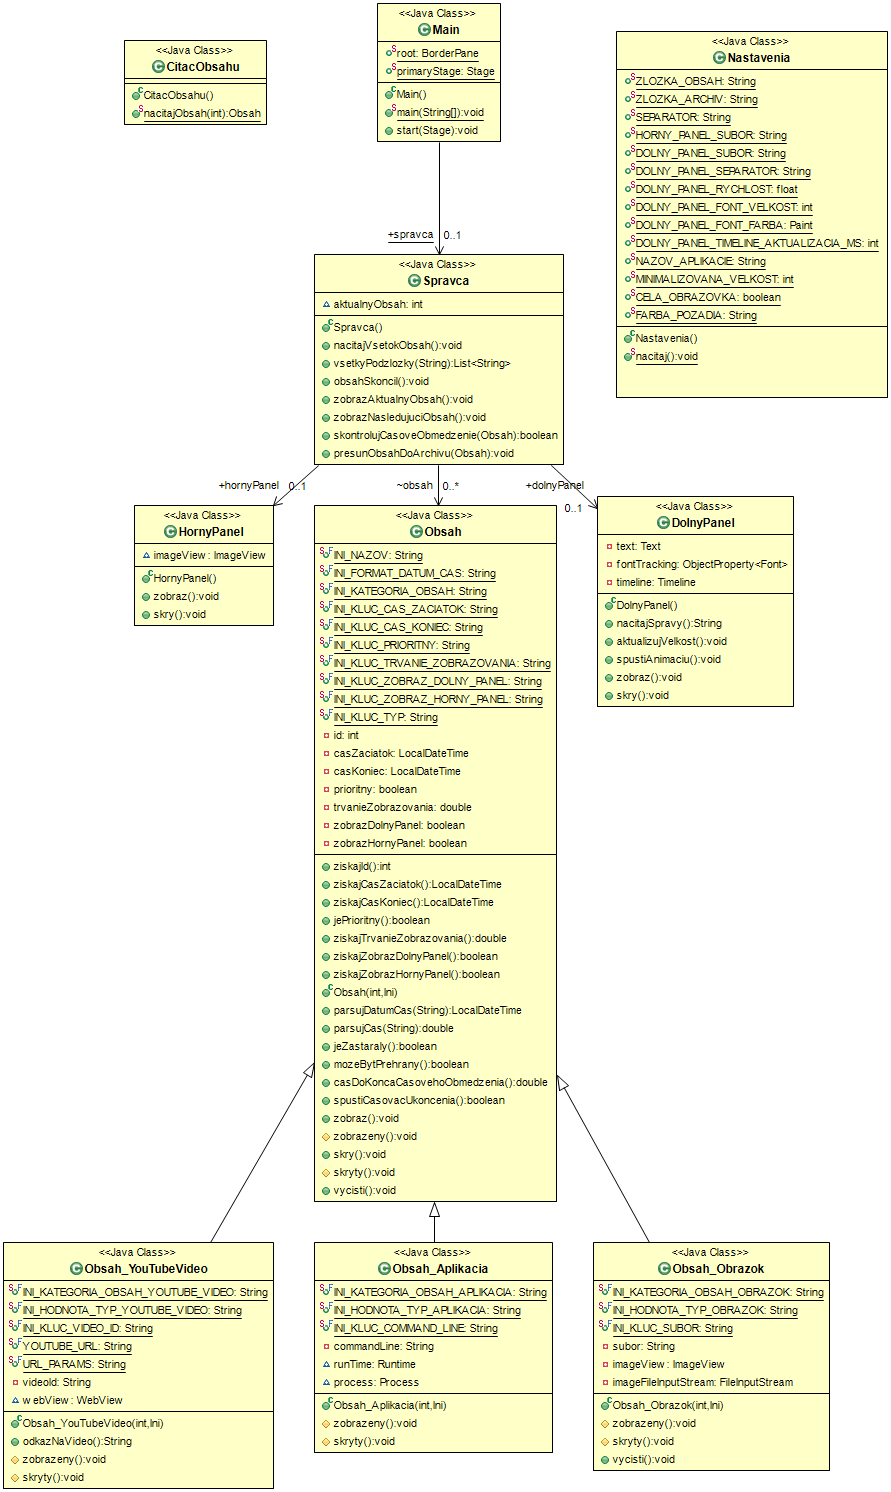 <<Java Class>>
CitacObsahu
CitacObsahu()
nacitajObsah(int):Obsah
<<Java Class>>
Main
root: BorderPane
primaryStage: Stage
Main()
main(String[]):void
start(Stage):void
<<Java Class>>
Nastavenia
ZLOZKA_OBSAH: String
ZLOZKA_ARCHIV: String
SEPARATOR: String
HORNY_PANEL_SUBOR: String
DOLNY_PANEL_SUBOR: String
DOLNY_PANEL_SEPARATOR: String
DOLNY_PANEL_RYCHLOST: float
DOLNY_PANEL_FONT_VELKOST: int
DOLNY_PANEL_FONT_FARBA: Paint
DOLNY_PANEL_TIMELINE_AKTUALIZACIA_MS: int
NAZOV_APLIKACIE: String
MINIMALIZOVANA_VELKOST: int
CELA_OBRAZOVKA: boolean
FARBA_POZADIA: String
Nastavenia()
nacitaj():void
+spravca 0..1
<<Java Class>>
Spravca
aktualnyObsah: int
Spravca()
nacitajVsetokObsah():void
vsetkyPodzlozky(String):List<String>
obsahSkoncil():void
zobrazAktualnyObsah():void
zobrazNasledujuciObsah():void
skontrolujCasoveObmedzenie(Obsah):boolean
presunObsahDoArchivu(Obsah):void
+hornyPanel 0..1
~obsah 0..*
+dolnyPanel
0..1
<<Java Class>>
HornyPanel
imageView: ImageView
HornyPanel()
zobraz():void
skry():void
<<Java Class>>
Obsah
INI_NAZOV: String
INI_FORMAT_DATUM_CAS: String
INI_KATEGORIA_OBSAH: String
INI_KLUC_CAS_ZACIATOK: String
INI_KLUC_CAS_KONIEC: String
INI_KLUC_PRIORITNY: String
INI_KLUC_TRVANIE_ZOBRAZOVANIA: String
INI_KLUC_ZOBRAZ_DOLNY_PANEL: String
INI_KLUC_ZOBRAZ_HORNY_PANEL: String
INI_KLUC_TYP: String
id: int
casZaciatok: LocalDateTime
casKoniec: LocalDateTime
prioritny: boolean
trvanieZobrazovania: double
zobrazDolnyPanel: boolean
zobrazHornyPanel: boolean
ziskajId():int
ziskajCasZaciatok():LocalDateTime
ziskajCasKoniec():LocalDateTime
jePrioritny():boolean
ziskajTrvanieZobrazovania():double
ziskajZobrazDolnyPanel():boolean
ziskajZobrazHornyPanel():boolean
Obsah(int,Ini)
parsujDatumCas(String):LocalDateTime
parsujCas(String):double
jeZastaraly():boolean
mozeBytPrehrany():boolean
casDoKoncaCasovehoObmedzenia():double
spustiCasovacUkoncenia():boolean
zobraz():void
zobrazeny():void
skry():void
skryty():void
vycisti():void
<<Java Class>>
DolnyPanel
text: Text
fontTracking: ObjectProperty<Font>
timeline: Timeline
DolnyPanel()
nacitajSpravy():String
aktualizujVelkost():void
spustiAnimaciu():void
zobraz():void
skry():void
<<Java Class>>
Obsah_YouTubeVideo
INI_KATEGORIA_OBSAH_YOUTUBE_VIDEO: String
INI_HODNOTA_TYP_YOUTUBE_VIDEO: String
INI_KLUC_VIDEO_ID: String
YOUTUBE_URL: String
URL_PARAMS: String
videoId: String
webView: WebView
Obsah_YouTubeVideo(int,Ini)
odkazNaVideo():String
zobrazeny():void
skryty():void
<<Java Class>>
Obsah_Aplikacia
INI_KATEGORIA_OBSAH_APLIKACIA: String
INI_HODNOTA_TYP_APLIKACIA: String
INI_KLUC_COMMAND_LINE: String
commandLine: String
runTime: Runtime
process: Process
Obsah_Aplikacia(int,Ini)
zobrazeny():void
skryty():void
<<Java Class>>
Obsah_Obrazok
INI_KATEGORIA_OBSAH_OBRAZOK: String
INI_HODNOTA_TYP_OBRAZOK: String
INI_KLUC_SUBOR: String
subor: String
imageView: ImageView
imageFileInputStream: FileInputStream
Obsah_Obrazok(int,Ini)
zobrazeny():void
skryty():void
vycisti():void